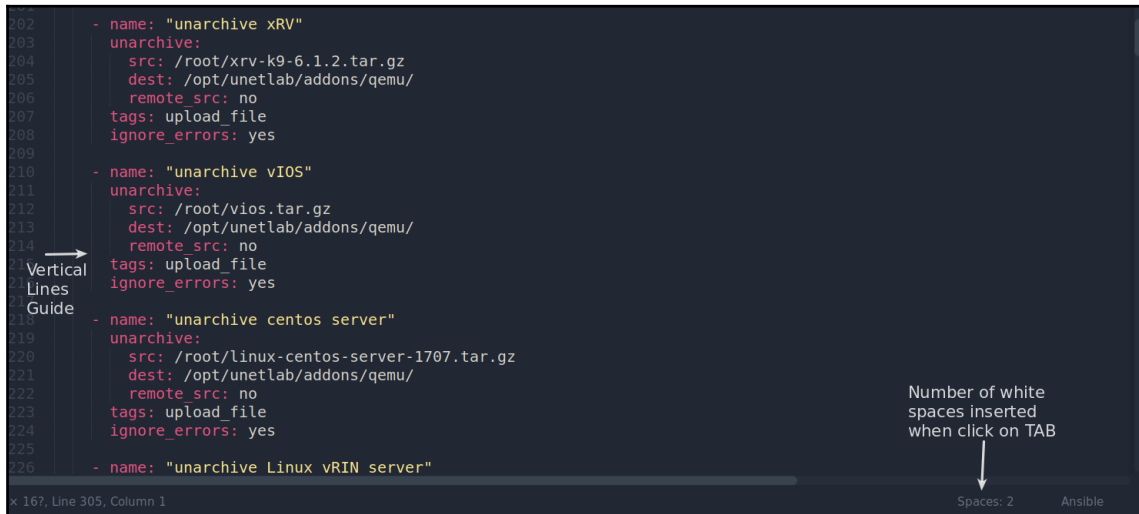 202 - name: "unarchive xRV"
203 unarchive:
204 src: /root/xrv-k9-6.1.2.tar.gz
205 dest: /opt/unetlab/addons/qemu/
206 remote_src: no
207 tags: upload_file
208 ignore_errors: yes
209
210 - name: "unarchive vIOS"
211 unarchive:
212 src: /root/vios.tar.gz
213 dest: /opt/unetlab/addons/qemu/
214 remote_src: no
215 tags: upload_file
216 ignore_errors: yes
217
Vertical
Lines
Guide
218 - name: "unarchive centos server"
219 unarchive:
220 src: /root/linux-centos-server-1707.tar.gz
221 dest: /opt/unetlab/addons/qemu/
222 remote_src: no
223 tags: upload_file
224 ignore_errors: yes
225
226 - name: "unarchive Linux vRIN server"
Number of white
spaces inserted
when click on TAB
× 16?, Line 305, Column 1
Spaces: 2
Ansible